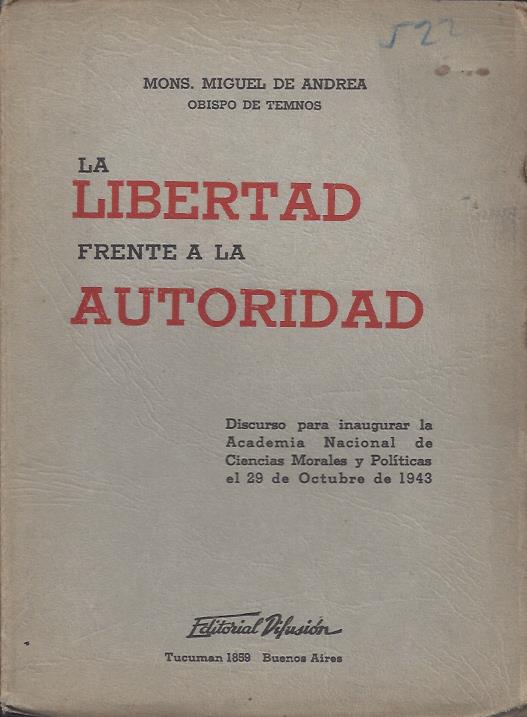 522
MONS. MIGUEL DE ANDREA
OBISPO DE TEMNOS
LA
LIBERTAD
FRENTE A LA
AUTORIDAD
Discurso para inaugurar la
Academia Nacional de
Ciencias Morales y Políticas
el 29 de Octubre de 1943
Editorial Difusión
Tucuman 1859 Buenos Aires